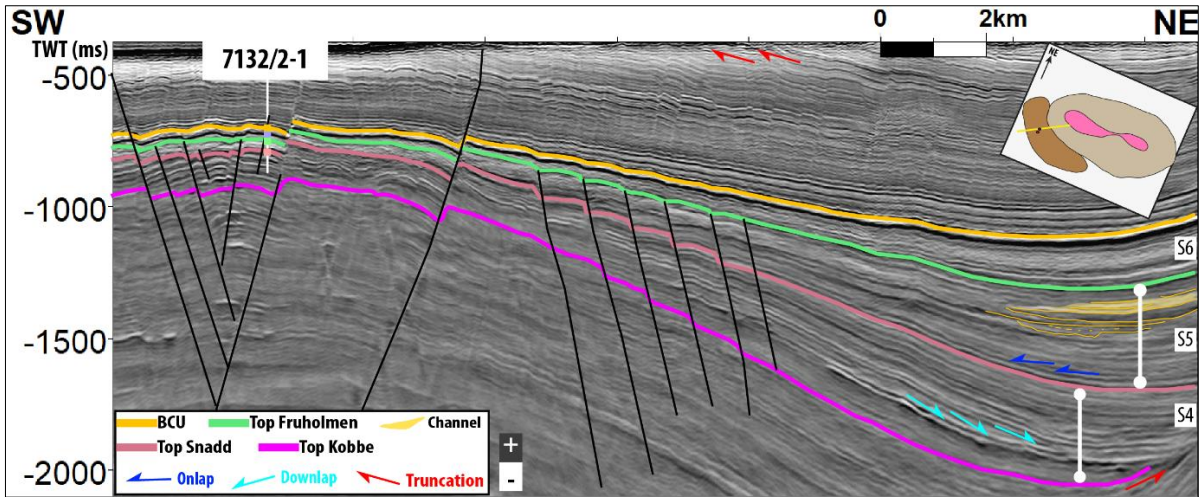 SW
0 2km
NE
TWT (ms)
7132/2-1
NE
-500
-1000
S6
-1500
S5
S4
BCU
Top Fruholmen
Channel
Top Snadd
Top Kobbe
+
-
Onlap
Downlap
Truncation
-2000